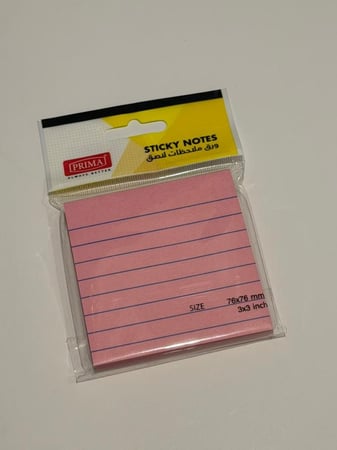 STICKY NOTES
ورق ملاحظات لاصق
PRIMA
ALWAYS BETTER
SIZE 76x76 mm
3x3 inch